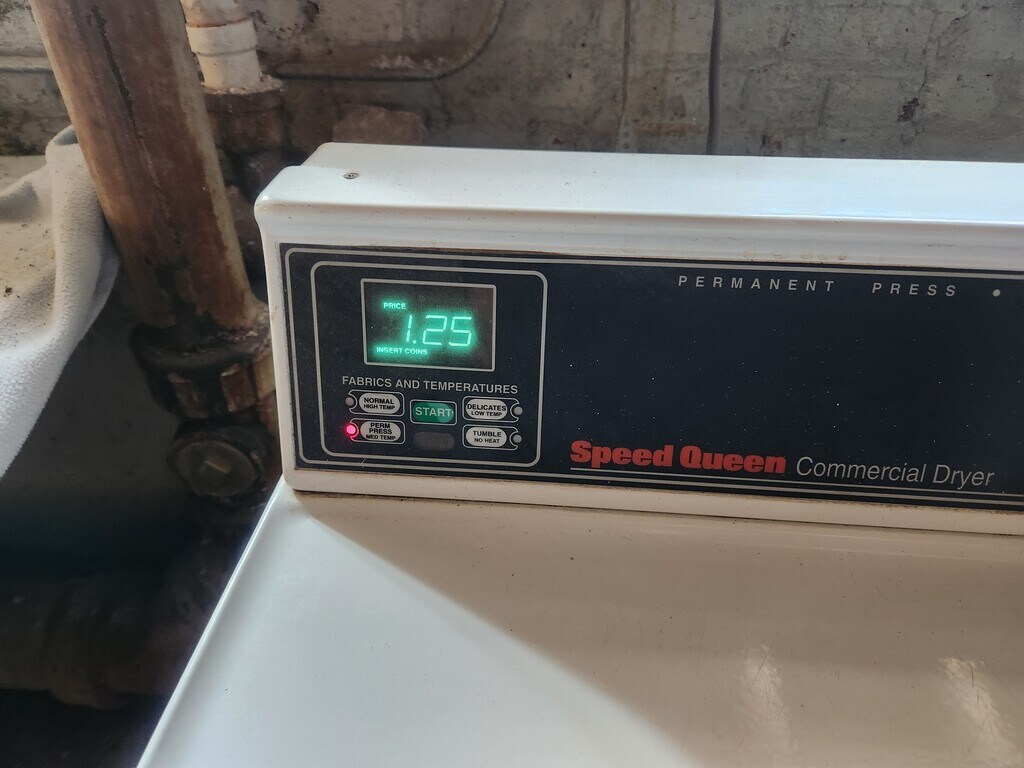 PERMANENT PRESS •
PRICE
1.25
INSERT COINS
FABRICS AND TEMPERATURES
NORMAL
HIGH TEMP
START
DELICATES
LOW TEMP
PERM
PRESS
MED TEMP
TUMBLE
NO HEAT
Speed Queen Commercial Dryer